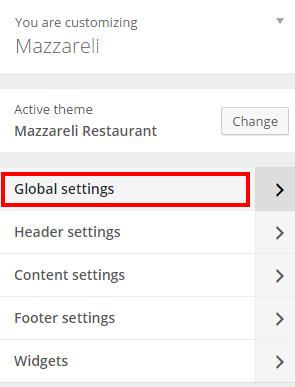 You are customizing
Mazzareli
Active theme
Mazzareli Restaurant
Change
Global settings
Header settings
Content settings
Footer settings
Widgets